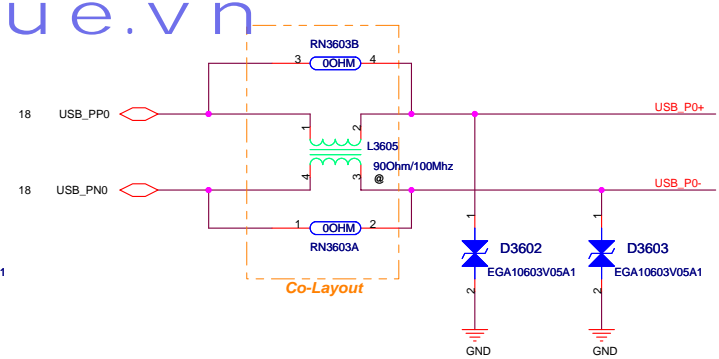 ue.vn
RN3603B
3 0OHM 4
18 USB_PP0
USB_P0+
1 2
L3605
90Ohm/100Mhz
@
4 3
18 USB_PN0
USB_P0-
1 0OHM 2
RN3603A
1 1
D3602 D3603
1
EGA10603V05A1 EGA10603V05A1
Co-Layout
2 2
GND GND